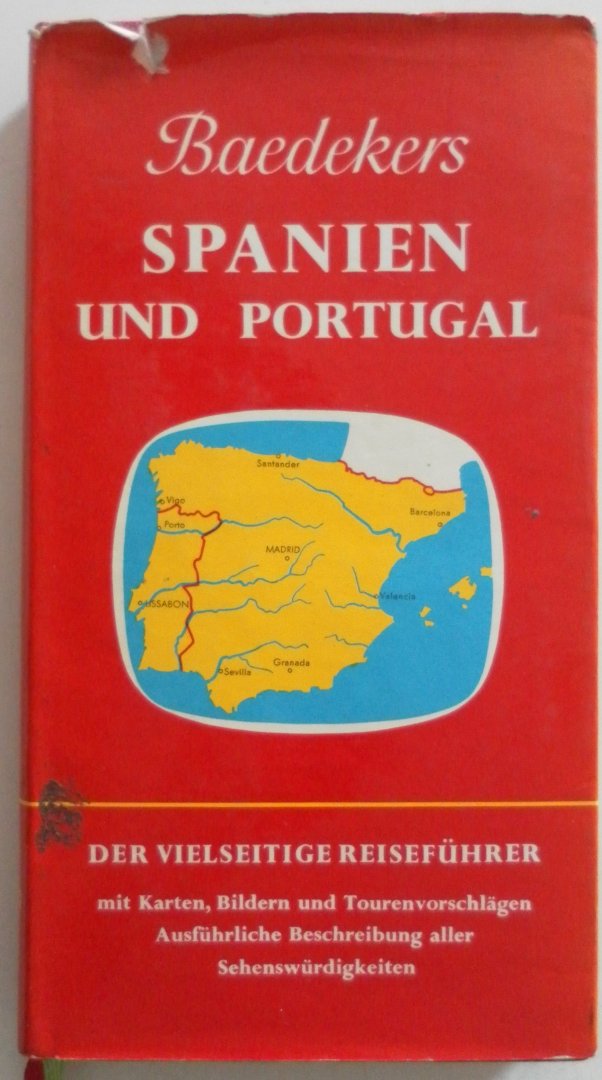 Baedekers
SPANIEN
UND PORTUGAL
Santander
Vigo
Barcelona
Porto
MADRID
Valencia
LISSABON
Granada
Sevilla
DER VIELSEITIGE REISEFÜHRER
mit Karten, Bildern und Tourenvorschlägen
Ausführliche Beschreibung aller
Sehenswürdigkeiten